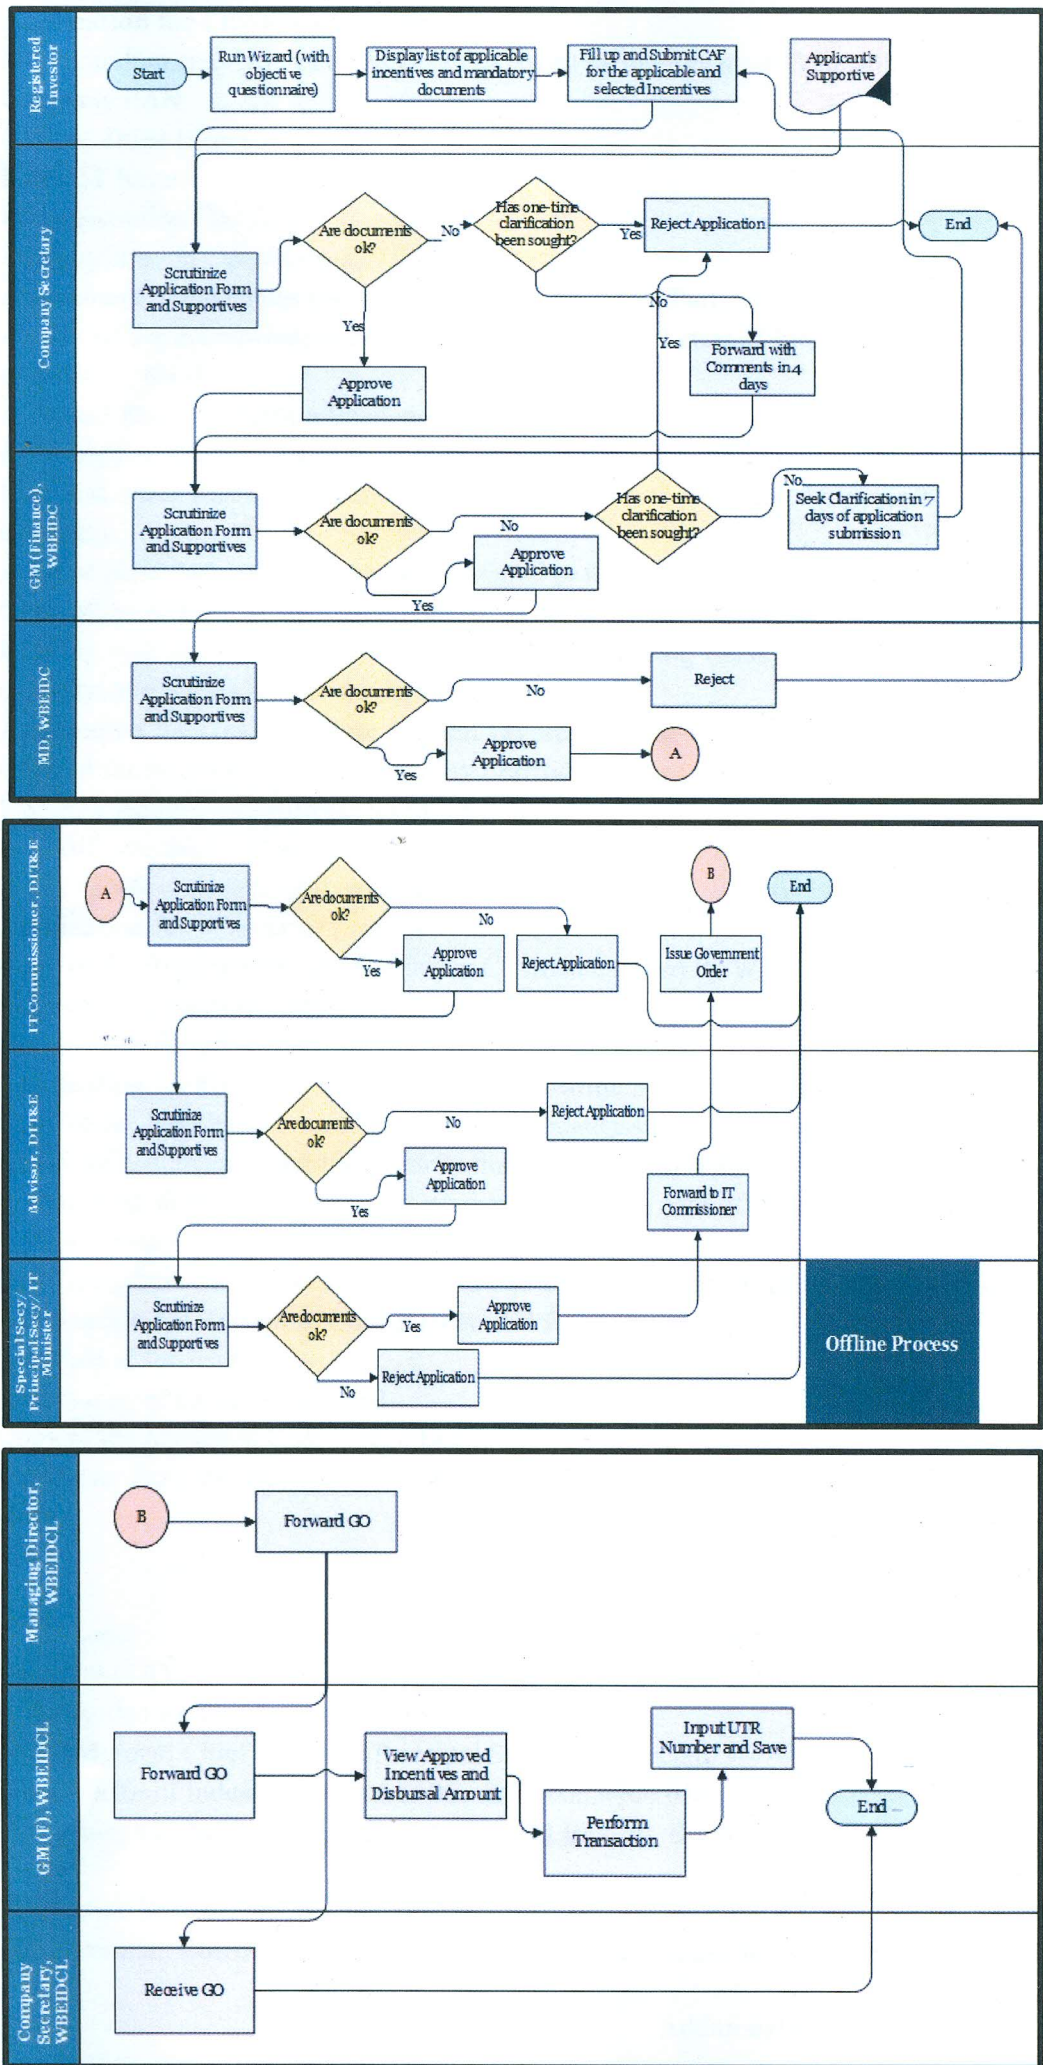 Registered
Investor
Start
Run Wizard (with
objective
questionnaire)
Display list of applicable
incentives and mandatory
documents
Fill up and Submit CAF
for the applicable and
selected Incentives
Applicant's
Supportive
Company Secretary
Scrutinize
Application Form
and Supportives
Are documents
ok?
No
Has one-time
clarification
been sought?
Yes
Reject Application
End
Yes
No
Approve
Application
Yes
Forward with
Comments in 4
days
GM (Finance),
WBEIDC
Scrutinize
Application Form
and Supportives
Are documents
ok?
No
Has one-time
clarification
been sought?
No
Seek Clarification in 7
days of application
submission
Approve
Application
Yes
MD, WBEIDC
Scrutinize
Application Form
and Supportives
Are documents
ok?
No
Reject
Yes
Approve
Application
A
IT Commissioner, DIT&E
A
Scrutinize
Application Form
and Supportives
Are documents
ok?
No
Yes
Approve
Application
Reject Application
B
Issue Government
Order
End
Advisor, DIT&E
Scrutinize
Application Form
and Supportives
Are documents
ok?
No
Reject Application
Yes
Approve
Application
Forward to IT
Commissioner
Special Secy/
Principal Secy/ IT
Minister
Scrutinize
Application Form
and Supportives
Are documents
ok?
Yes
Approve
Application
No
Reject Application
Offline Process
Managing Director,
WBEIDCL
B
Forward GO
GM (F), WBEIDCL
Forward GO
View Approved
Incentives and
Disbursal Amount
Perform
Transaction
Input UTR
Number and Save
End
Company
Secretary,
WBEIDCL
Receive GO